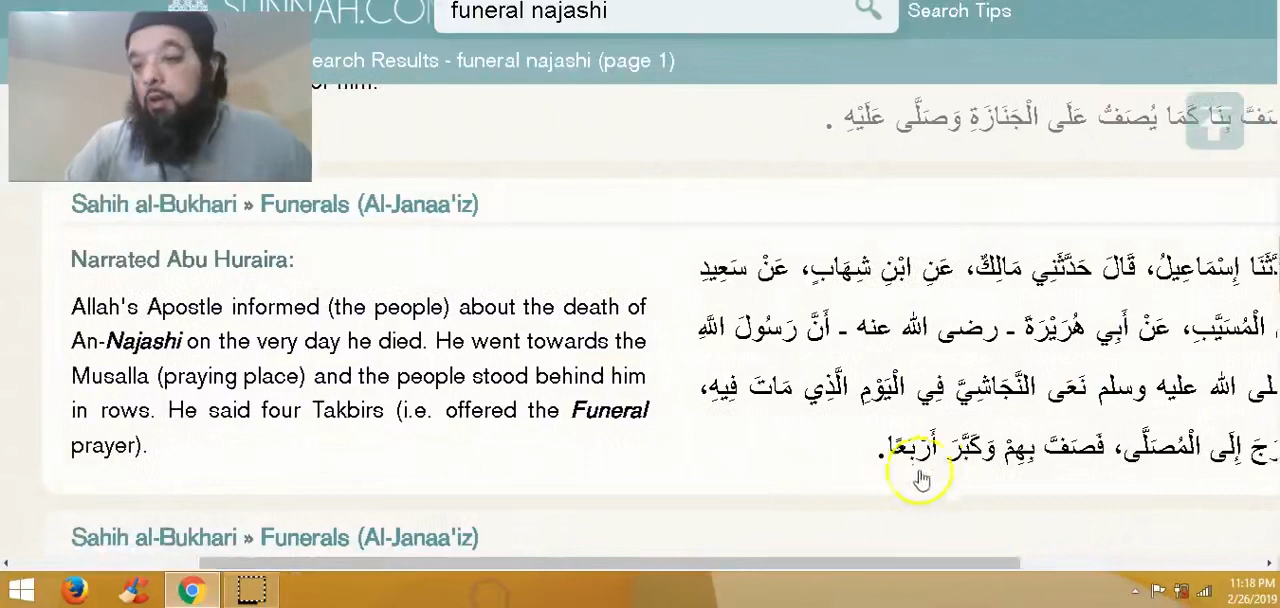 SUNNAH.COM
funeral najashi
Search Tips
earch Results - funeral najashi (page 1)
بِنَا كَمَا يُصَفُّ عَلَى الْجَنَازَةِ وَصَلَّى عَلَيْهِ .
Sahih al-Bukhari » Funerals (Al-Janaa'iz)
Narrated Abu Huraira:
Allah's Apostle informed (the people) about the death of
An-Najashi on the very day he died. He went towards the
Musalla (praying place) and the people stood behind him
in rows. He said four Takbirs (i.e. offered the Funeral
prayer).
إِسْمَاعِيلُ، قَالَ حَدَّثَنِي مَالِكٌ، عَنِ ابْنِ شِهَابٍ، عَنْ سَعِيدِ
الْمُسَيَّبِ، عَنْ أَبِي هُرَيْرَةَ ـ رضى الله عنه ـ أَنَّ رَسُولَ اللَّهِ
الله عليه وسلم نَعَى النَّجَاشِيَّ فِي الْيَوْمِ الَّذِي مَاتَ فِيهِ،
إِلَى الْمُصَلَّى، فَصَفَّ بِهِمْ وَكَبَّرَ أَرْبَعًا.
Sahih al-Bukhari » Funerals (Al-Janaa'iz)
11:18 PM
2/26/2019